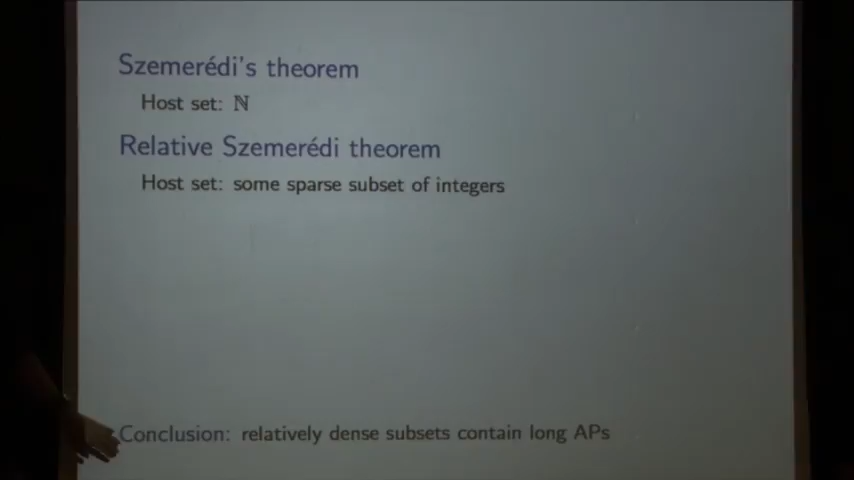 Szemerédi's theorem
Host set: ℕ
Relative Szemerédi theorem
Host set: some sparse subset of integers
Conclusion: relatively dense subsets contain long APs